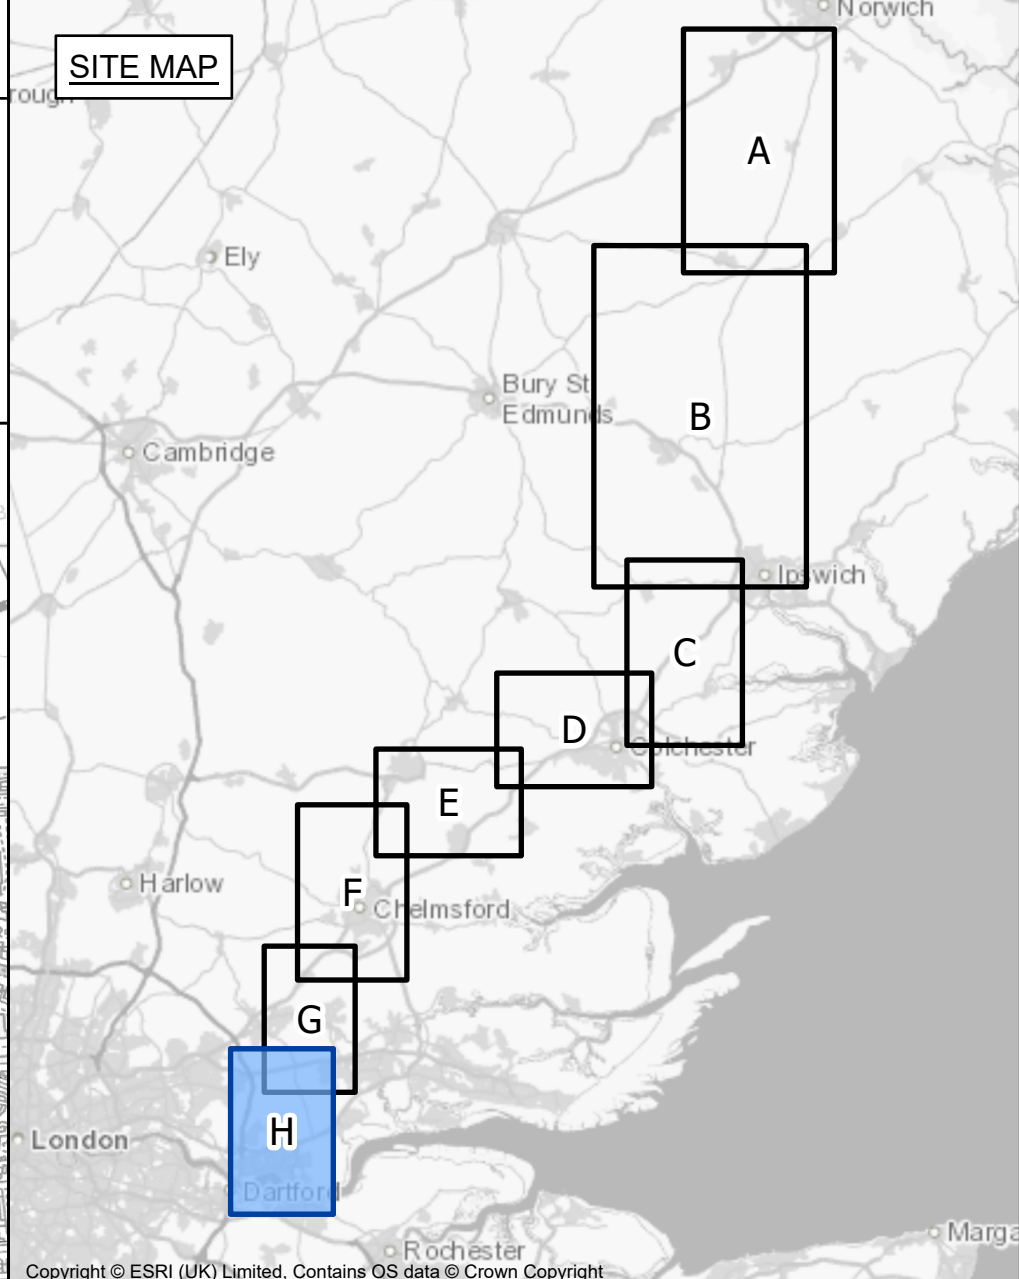 Norwich
SITE MAP
rough
A
Ely
Bury St
Edmunds
B
Cambridge
Ipswich
C
D
Colchester
E
Harlow
F
Chelmsford
G
H
London
Dartford
Marga
Rochester
Copyright © ESRI (UK) Limited, Contains OS data © Crown Copyright